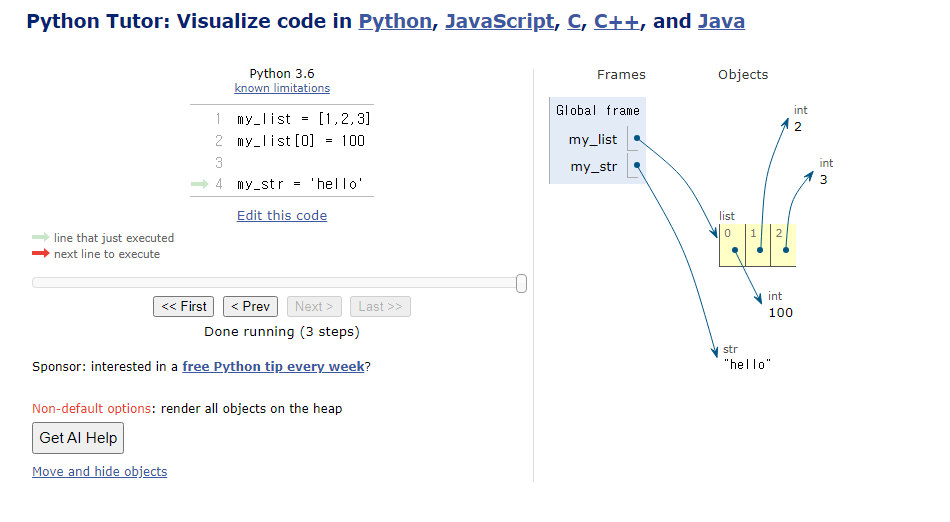 Python Tutor: Visualize code in Python, JavaScript, C, C++, and Java
Python 3.6
known limitations
1 my_list = [1,2,3]
2 my_list[0] = 100
3
4 my_str = 'hello'
Edit this code
line that just executed
next line to execute
<< First
< Prev
Next >
Last >>
Done running (3 steps)
Sponsor: interested in a free Python tip every week?
Non-default options: render all objects on the heap
Get AI Help
Move and hide objects
Frames
Objects
Global frame
my_list
my_str
int
2
int
3
list
0 1 2
int
100
str
"hello"